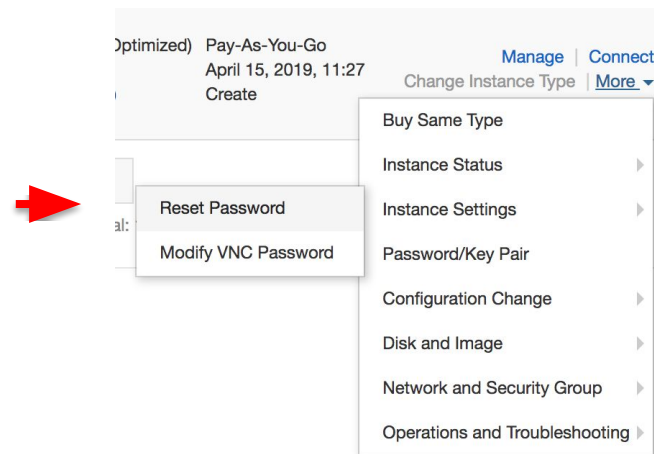 Optimized) Pay-As-You-Go
April 15, 2019, 11:27
Create
Manage | Connect
Change Instance Type | More
Buy Same Type
Instance Status
Instance Settings
Password/Key Pair
Configuration Change
Disk and Image
Network and Security Group
Operations and Troubleshooting
Reset Password
Modify VNC Password
al: